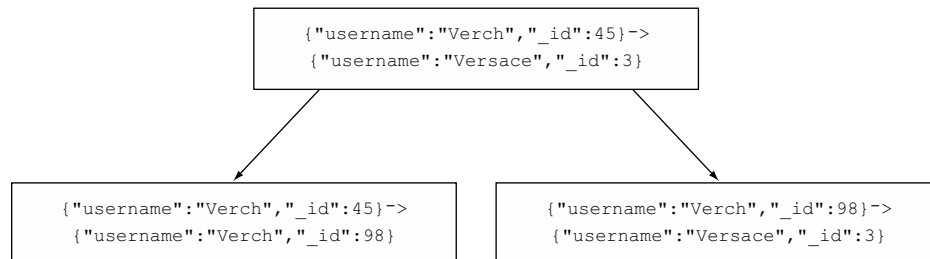 {"username":"Verch","_id":45}->
{"username":"Versace","_id":3}
{"username":"Verch","_id":45}->
{"username":"Verch","_id":98}
{"username":"Verch","_id":98}->
{"username":"Versace","_id":3}